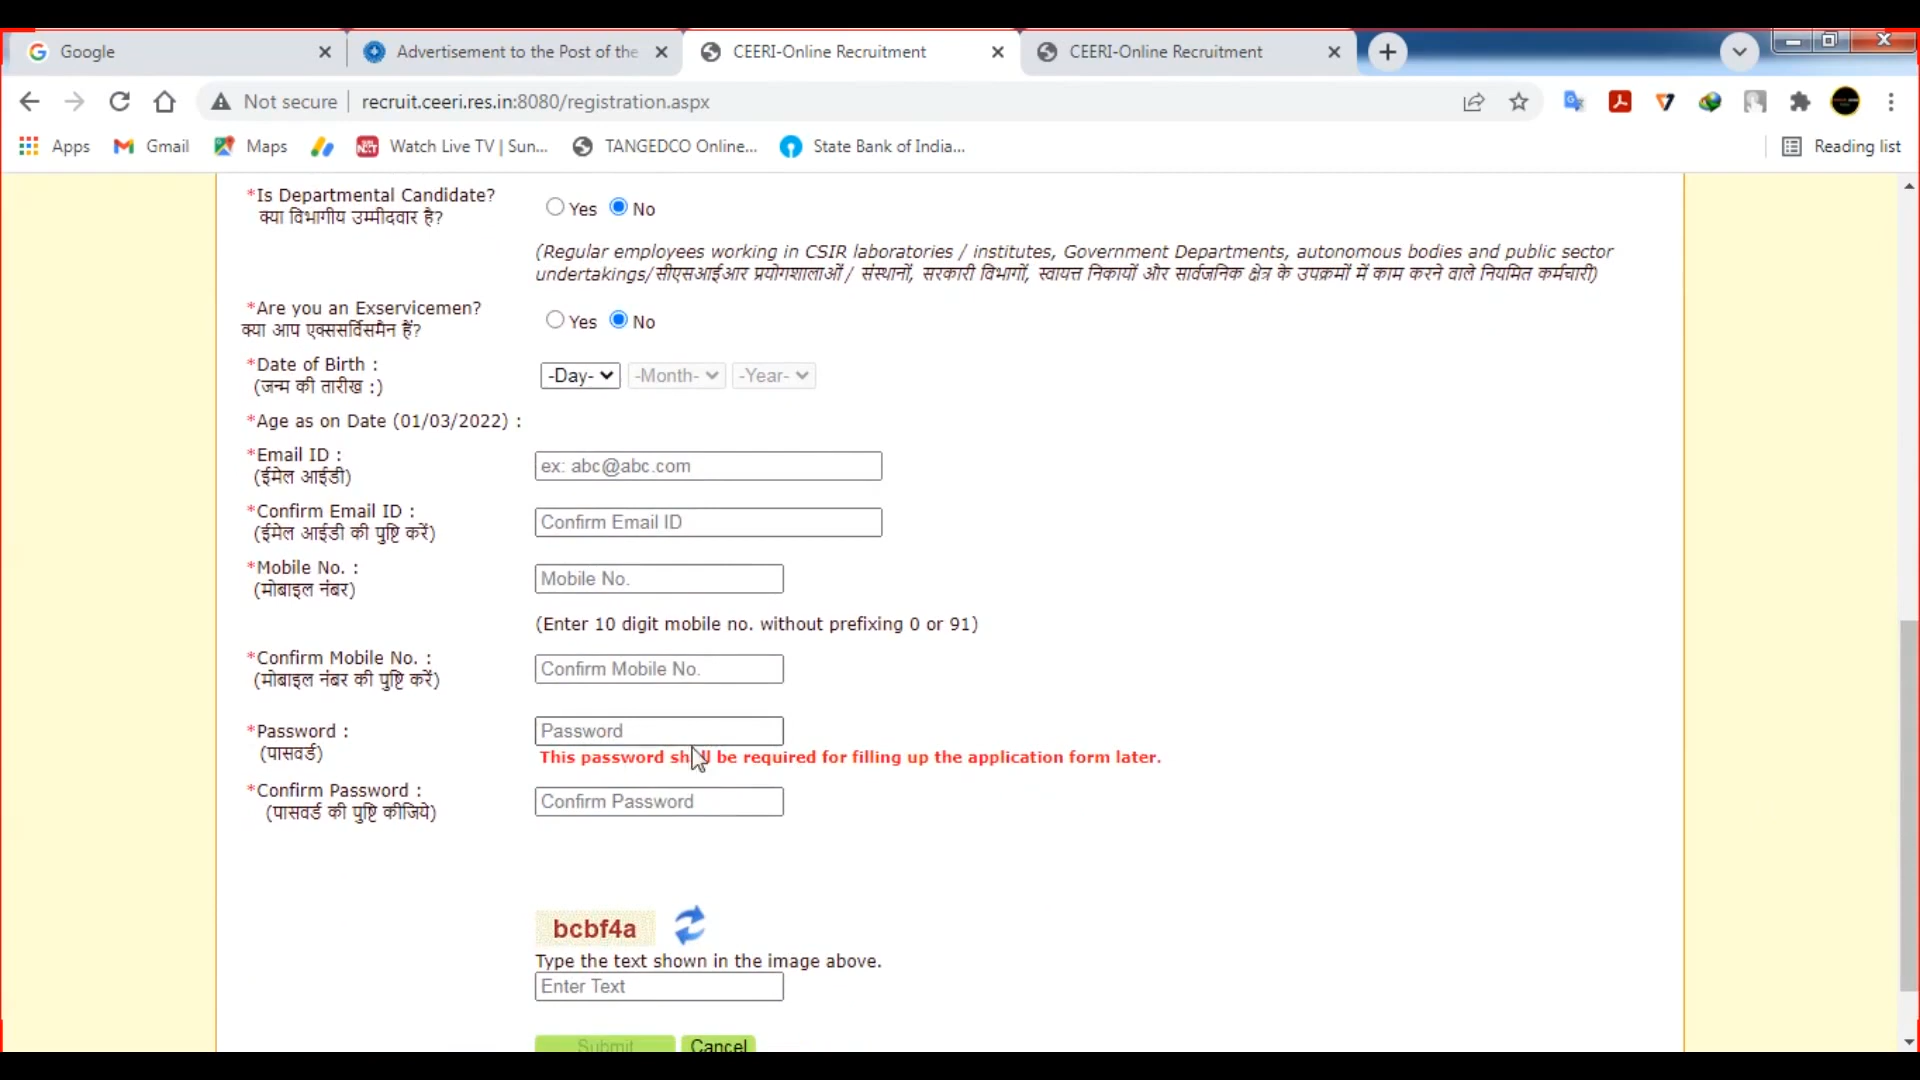 Google
Advertisement to the Post of the
CEERI-Online Recruitment
CEERI-Online Recruitment
Not secure
recruit.ceeri.res.in:8080/registration.aspx
Apps
Gmail
Maps
Watch Live TV | Sun...
TANGEDCO Online...
State Bank of India...
Reading list
*Is Departmental Candidate?
क्या विभागीय उम्मीदवार है?
Yes No
(Regular employees working in CSIR laboratories / institutes, Government Departments, autonomous bodies and public sector
undertakings/सीएसआईआर प्रयोगशालाओं / संस्थानों, सरकारी विभागों, स्वायत्त निकायों और सार्वजनिक क्षेत्र के उपक्रमों में काम करने वाले नियमित कर्मचारी)
*Are you an Exservicemen?
क्या आप एक्ससर्विसमैन हैं?
Yes No
*Date of Birth :
(जन्म की तारीख :)
-Day- -Month- -Year-
*Age as on Date (01/03/2022) :
*Email ID :
(ईमेल आईडी)
ex: abc@abc.com
*Confirm Email ID :
(ईमेल आईडी की पुष्टि करें)
Confirm Email ID
*Mobile No. :
(मोबाइल नंबर)
Mobile No.
(Enter 10 digit mobile no. without prefixing 0 or 91)
*Confirm Mobile No. :
(मोबाइल नंबर की पुष्टि करें)
Confirm Mobile No.
*Password :
(पासवर्ड)
Password
This password shall be required for filling up the application form later.
*Confirm Password :
(पासवर्ड की पुष्टि कीजिये)
Confirm Password
bcbf4a
Type the text shown in the image above.
Enter Text
Submit Cancel